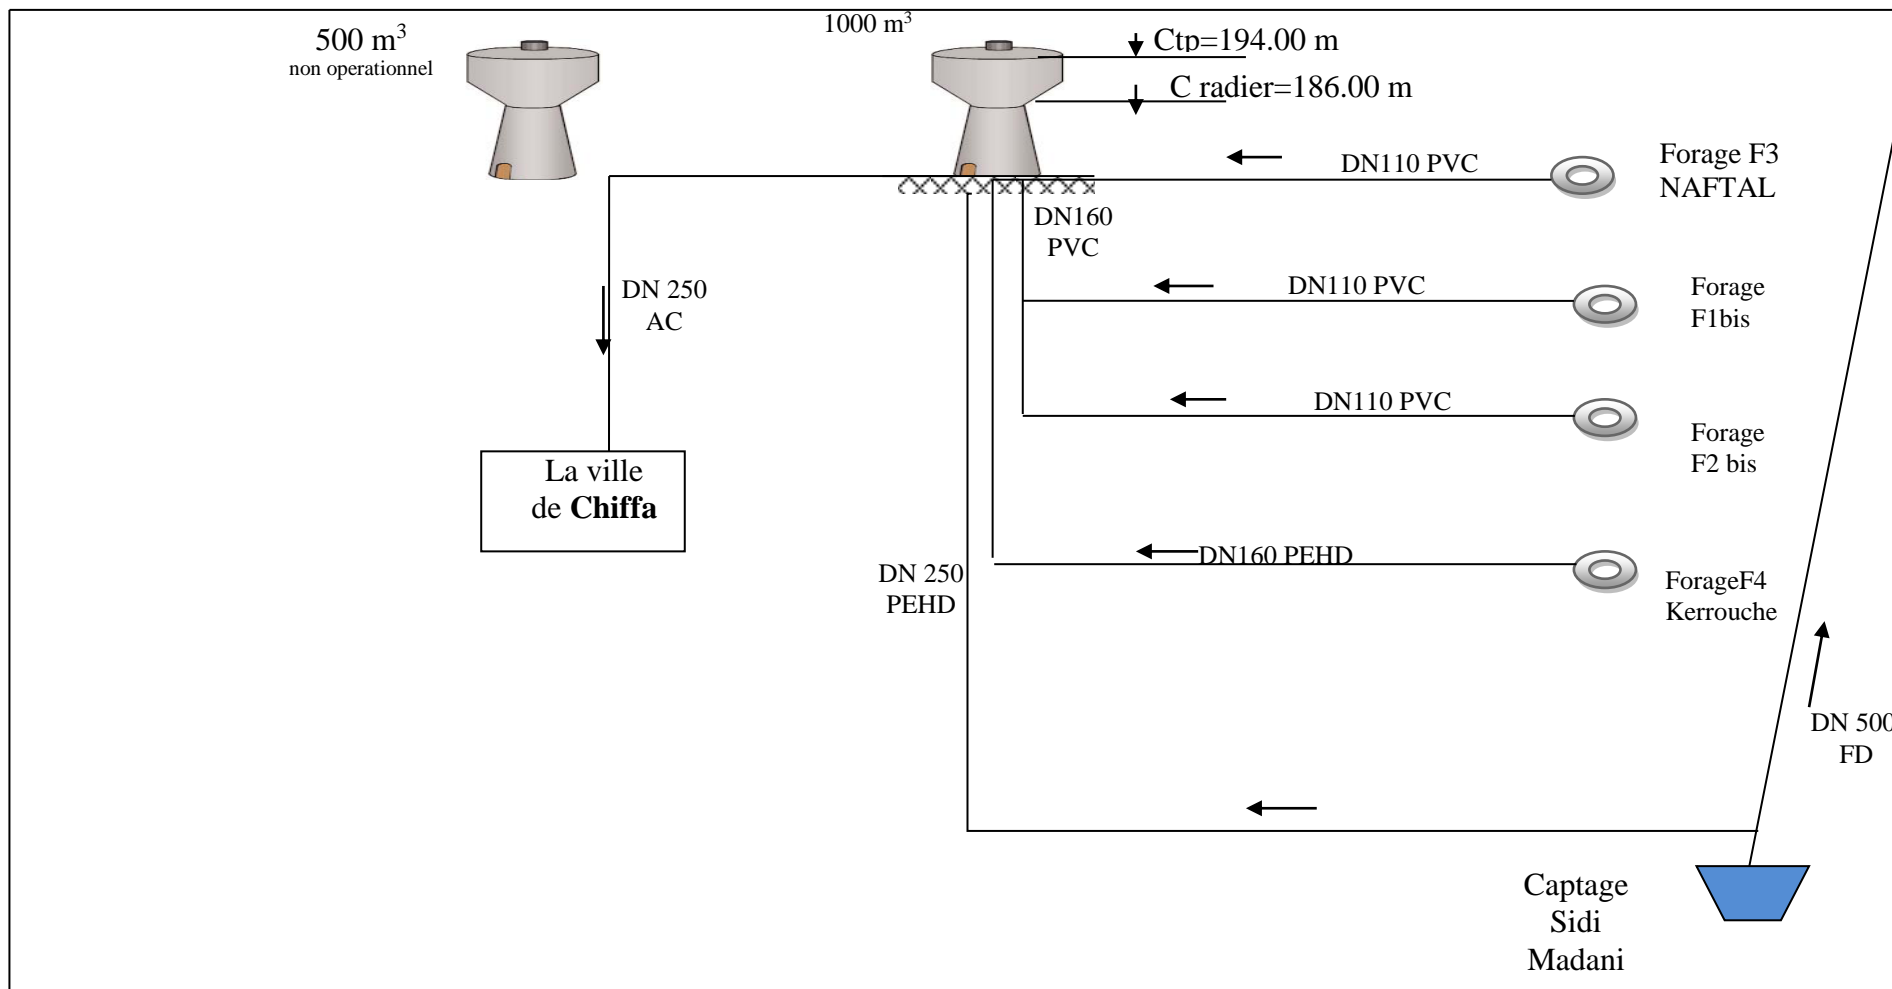 1000 m³
500 m³
non operationnel
Ctp=194.00 m
C radier=186.00 m
DN110 PVC
Forage F3
NAFTAL
DN160
PVC
DN 250
AC
DN110 PVC
Forage
F1bis
DN110 PVC
Forage
F2 bis
La ville
de Chiffa
DN160 PEHD
DN 250
PEHD
ForageF4
Kerrouche
DN 500
FD
Captage
Sidi
Madani